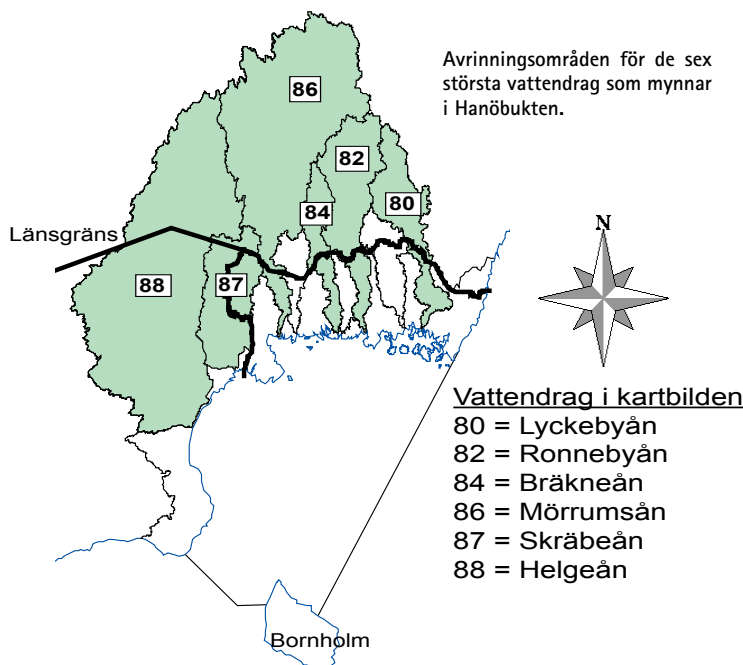 Avrinningsområden för de sex
största vattendrag som mynnar
i Hanöbukten.
86
82
80
84
Länsgräns
88
87
N
Vattendrag i kartbilden
80 = Lyckebyån
82 = Ronnebyån
84 = Bräkneån
86 = Mörrumsån
87 = Skräbeån
88 = Helgeån
Bornholm